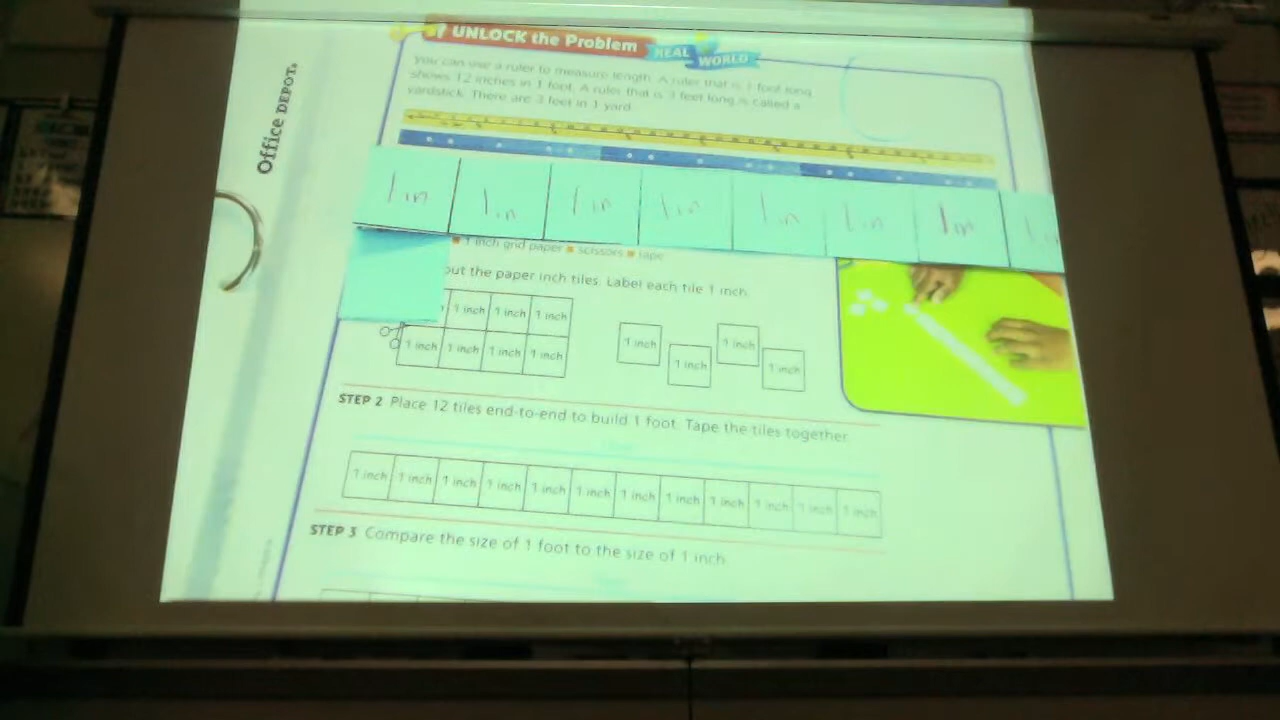 UNLOCK the Problem REAL WORLD
You can use a ruler to measure length. A ruler that is 1 foot long
shows 12 inches in 1 foot. A ruler that is 3 feet long is called a
yardstick. There are 3 feet in 1 yard.
Office DEPOT
1 in 1 in 1 in 1 in 1 in 1 in 1 in
1 inch grid paper ■ scissors ■ tape
out the paper inch tiles. Label each tile 1 inch.
1 inch 1 inch 1 inch
1 inch 1 inch 1 inch 1 inch
1 inch 1 inch 1 inch 1 inch
STEP 2 Place 12 tiles end-to-end to build 1 foot. Tape the tiles together.
1 inch 1 inch 1 inch 1 inch 1 inch 1 inch 1 inch 1 inch 1 inch 1 inch 1 inch 1 inch
STEP 3 Compare the size of 1 foot to the size of 1 inch.